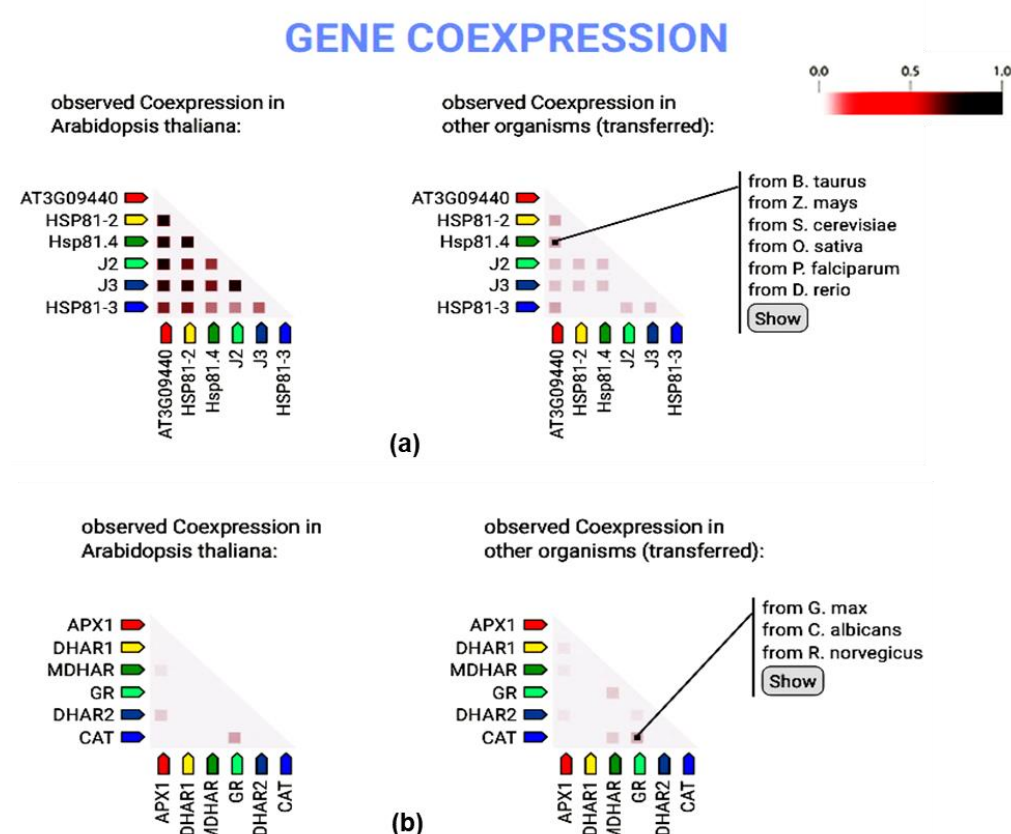 GENE COEXPRESSION
0.0 0.5 1.0
observed Coexpression in
Arabidopsis thaliana:
AT3G09440
HSP81-2
Hsp81.4
J2
J3
HSP81-3
AT3G09440
HSP81-2
Hsp81.4
J2
J3
HSP81-3
observed Coexpression in
other organisms (transferred):
AT3G09440
HSP81-2
Hsp81.4
J2
J3
HSP81-3
AT3G09440
HSP81-2
Hsp81.4
J2
J3
HSP81-3
from B. taurus
from Z. mays
from S. cerevisiae
from O. sativa
from P. falciparum
from D. rerio
Show
(a)
observed Coexpression in
Arabidopsis thaliana:
APX1
DHAR1
MDHAR
GR
DHAR2
CAT
APX1
DHAR1
MDHAR
GR
DHAR2
CAT
observed Coexpression in
other organisms (transferred):
APX1
DHAR1
MDHAR
GR
DHAR2
CAT
APX1
DHAR1
MDHAR
GR
DHAR2
CAT
from G. max
from C. albicans
from R. norvegicus
Show
(b)